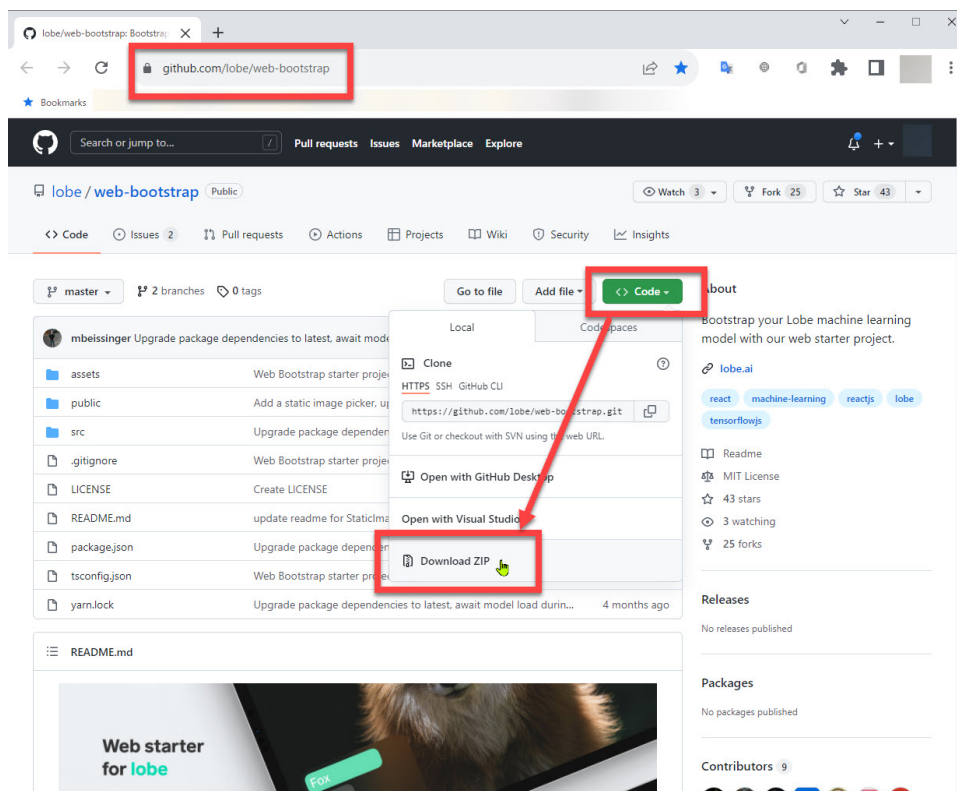 lobe/web-bootstrap: Bootstrap
github.com/lobe/web-bootstrap
Bookmarks
Search or jump to... /
Pull requests Issues Marketplace Explore
lobe / web-bootstrap Public
Watch 3 Fork 25 Star 43
Code Issues 2 Pull requests Actions Projects Wiki Security Insights
master 2 branches 0 tags Go to file Add file Code
About
Bootstrap your Lobe machine learning
model with our web starter project.
lobe.ai
react machine-learning reactjs lobe
tensorflowjs
Readme
MIT License
43 stars
3 watching
25 forks
Local Codespaces
Clone
HTTPS SSH GitHub CLI
https://github.com/lobe/web-bootstrap.git
Use Git or checkout with SVN using the web URL.
Open with GitHub Desktop
Open with Visual Studio
Download ZIP
mbeissinger Upgrade package dependencies to latest, await mode
assets Web Bootstrap starter proje
public Add a static image picker, up
src Upgrade package dependen
.gitignore Web Bootstrap starter proje
LICENSE Create LICENSE
README.md update readme for StaticIma
package.json Upgrade package dependen
tsconfig.json Web Bootstrap starter proje
yarn.lock Upgrade package dependencies to latest, await model load durin... 4 months ago
Releases
No releases published
Packages
No packages published
Contributors 9
README.md
Web starter
for lobe
Fox